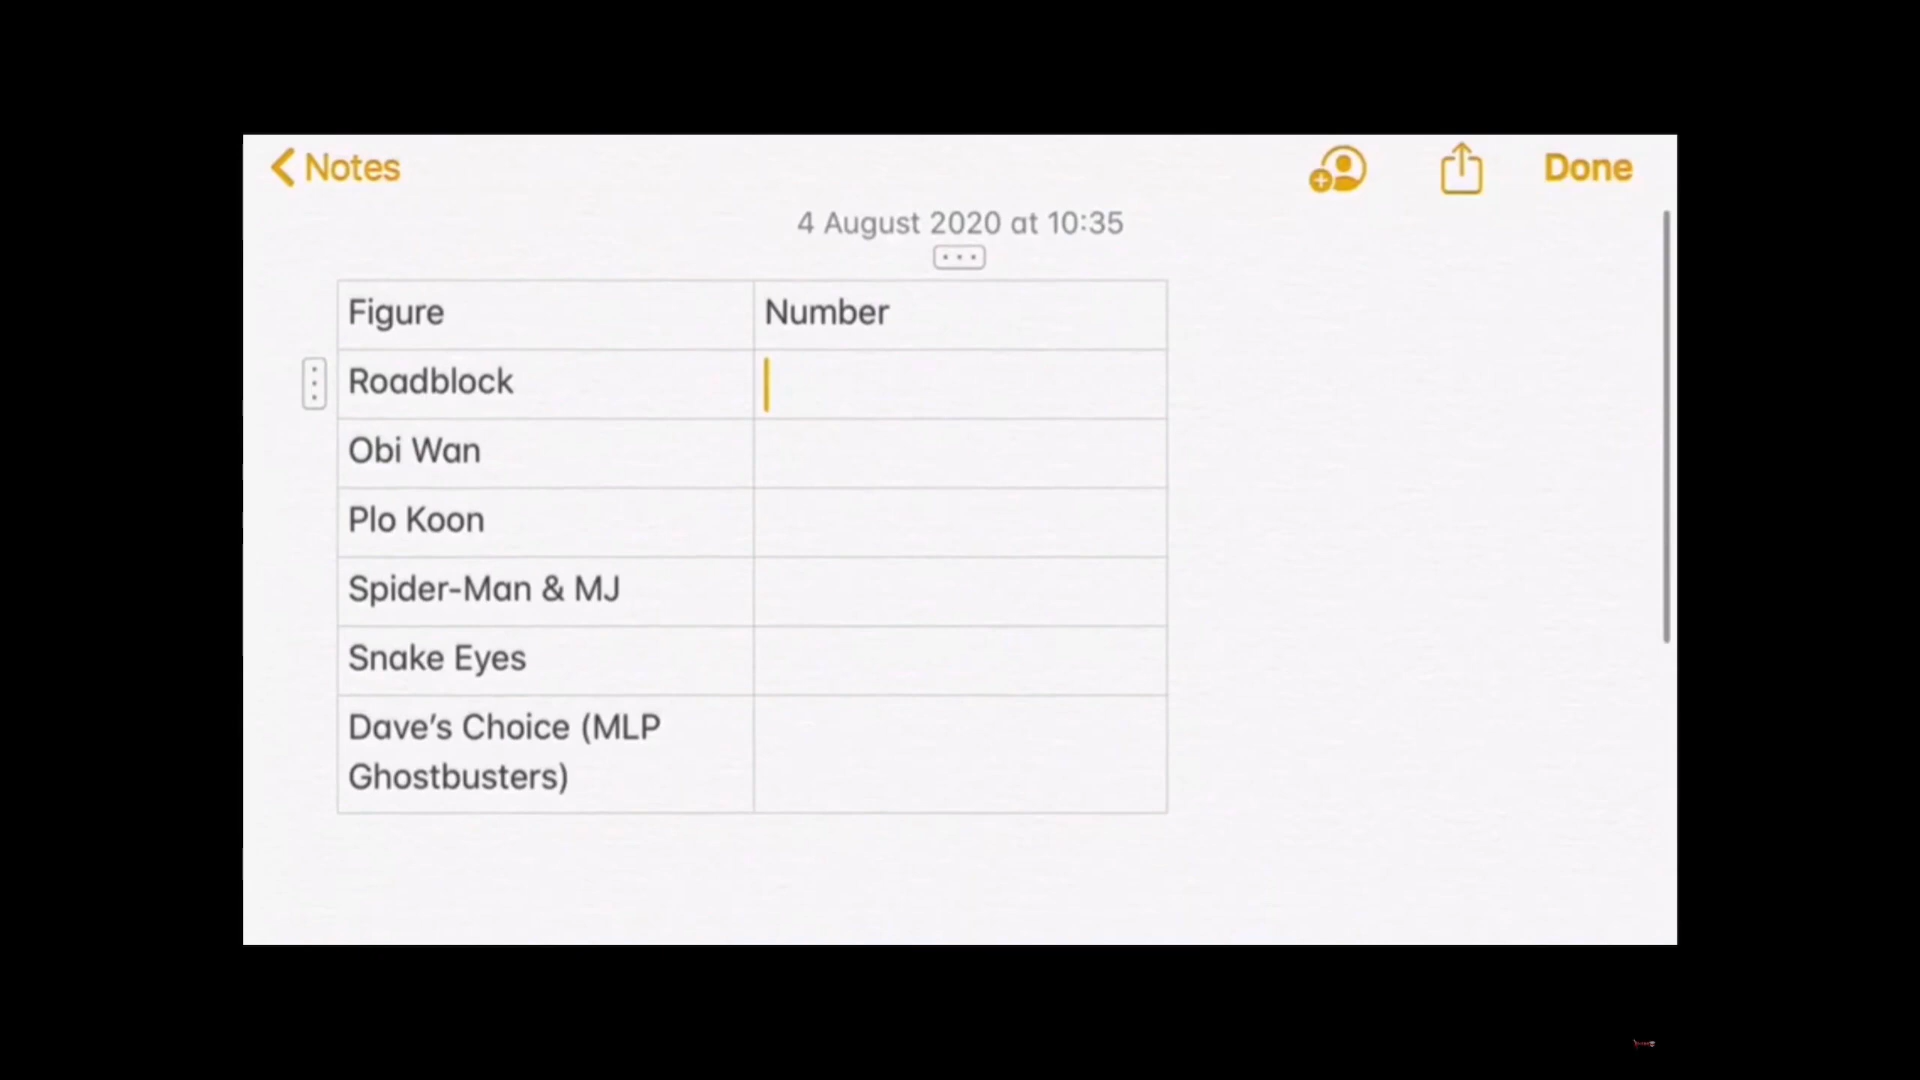 Notes
Done
4 August 2020 at 10:35
Figure
Number
Roadblock
Obi Wan
Plo Koon
Spider-Man & MJ
Snake Eyes
Dave’s Choice (MLP
Ghostbusters)